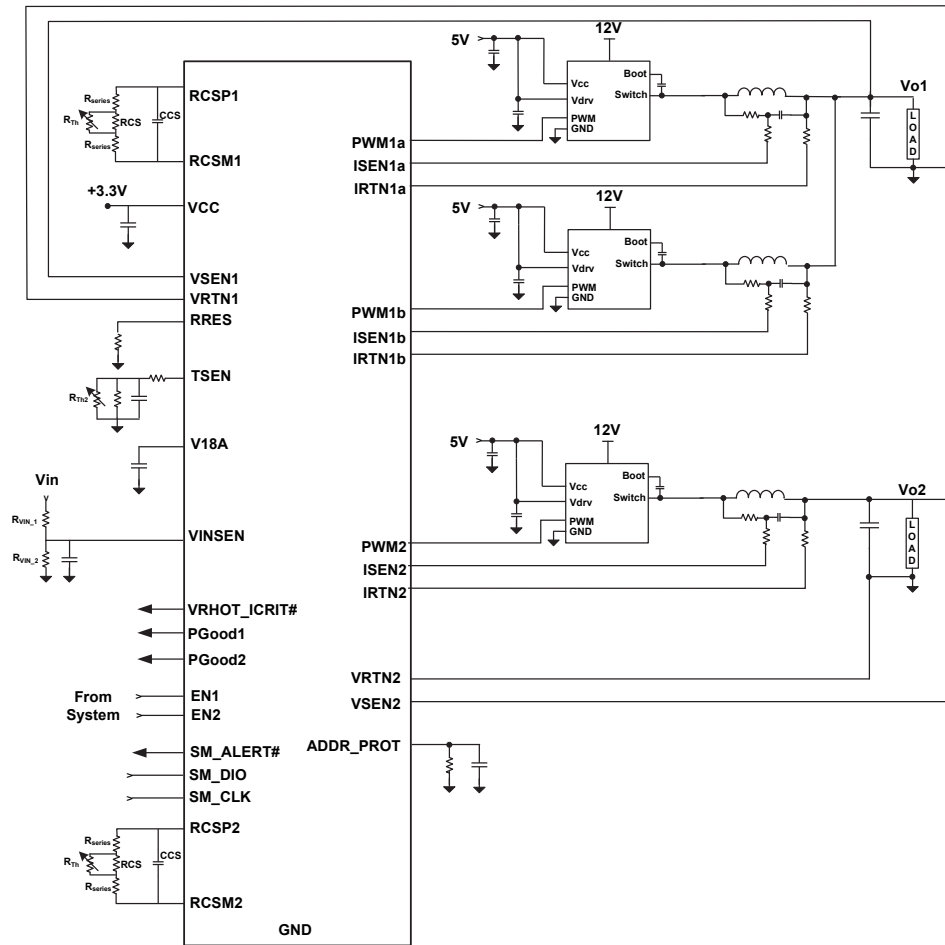 12V
5V
Boot
Vcc
Switch
Vdrv
PWM
GND
Vo1
LOAD
Rseries
RCSP1
RTh
RCS
CCS
Rseries
RCSM1
PWM1a
ISEN1a
IRTN1a
+3.3V
VCC
12V
5V
Boot
Vcc
Switch
Vdrv
PWM
GND
VSEN1
VRTN1
RRES
PWM1b
ISEN1b
IRTN1b
TSEN
RTh2
V18A
12V
5V
Boot
Vcc
Switch
Vdrv
PWM
GND
Vo2
LOAD
Vin
RVIN_1
VINSEN
RVIN_2
PWM2
ISEN2
IRTN2
VRHOT_ICRIT#
PGood1
PGood2
VRTN2
From
System
EN1
EN2
VSEN2
SM_ALERT#
ADDR_PROT
SM_DIO
SM_CLK
RCSP2
Rseries
RTh
RCS
CCS
Rseries
RCSM2
GND